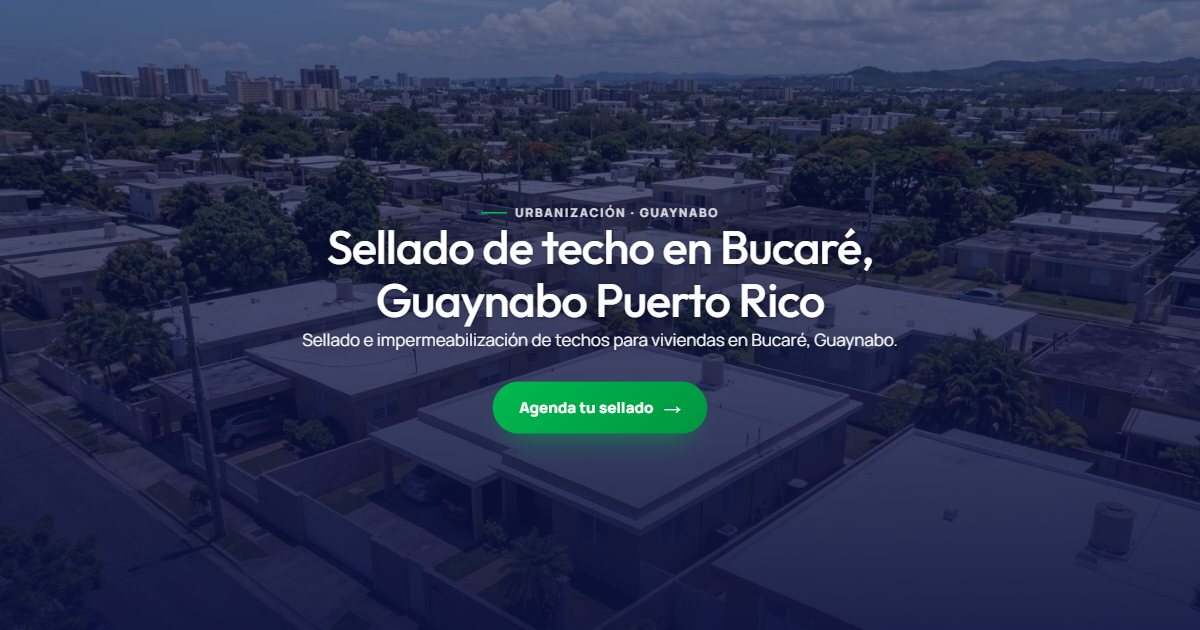 URBANIZACIÓN · GUAYNABO
Sellado de techo en Bucaré,
Guaynabo Puerto Rico
Sellado e impermeabilización de techos para viviendas en Bucaré, Guaynabo.
Agenda tu sellado →